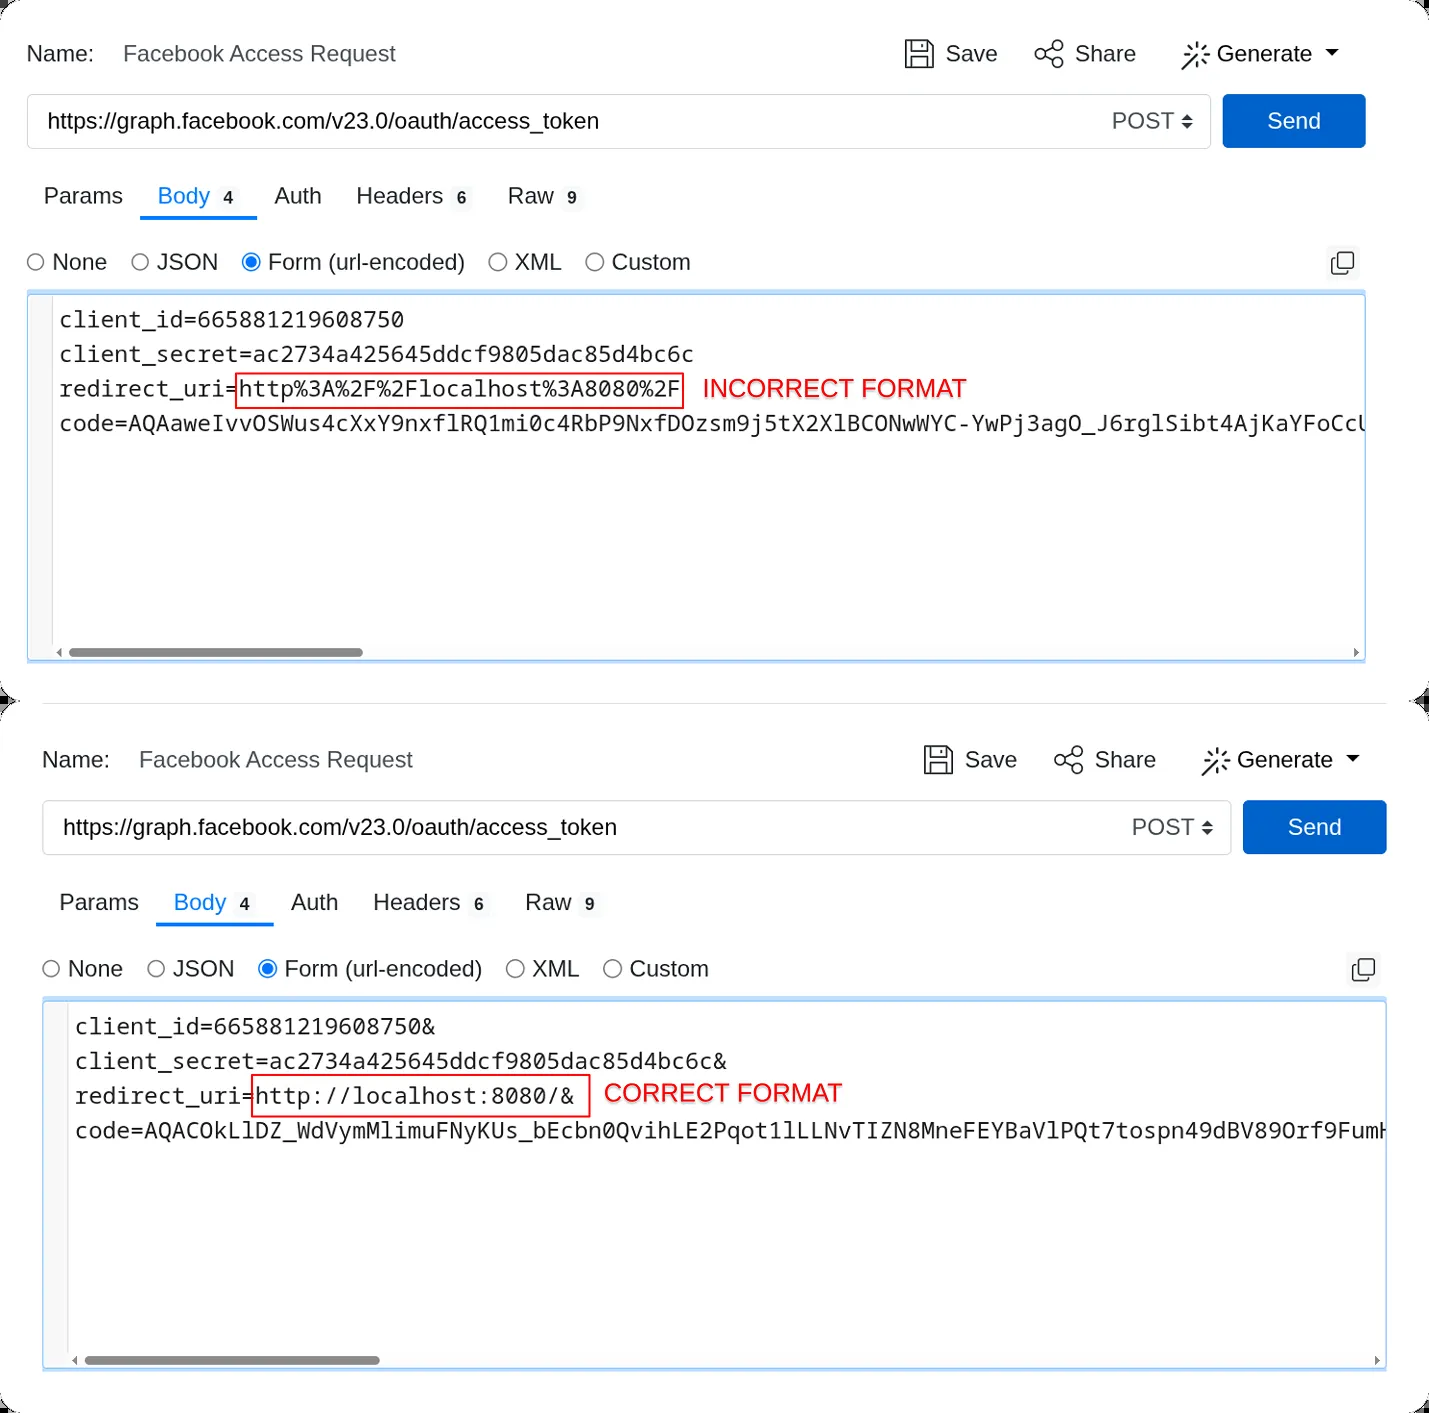 Name: Facebook Access Request Save Share Generate
https://graph.facebook.com/v23.0/oauth/access_token POST Send
Params Body 4 Auth Headers 6 Raw 9
None JSON Form (url-encoded) XML Custom
client_id=665881219608750
client_secret=ac2734a425645ddcf9805dac85d4bc6c
redirect_uri=http%3A%2F%2Flocalhost%3A8080%2F INCORRECT FORMAT
code=AQAaweIvvOSWus4cXxY9nxflRQ1mi0c4RbP9NxfDOzsm9j5tX2XlBCONwWYC-YwPj3agO_J6rglSibt4AjKaYFoCcU
Name: Facebook Access Request Save Share Generate
https://graph.facebook.com/v23.0/oauth/access_token POST Send
Params Body 4 Auth Headers 6 Raw 9
None JSON Form (url-encoded) XML Custom
client_id=665881219608750&
client_secret=ac2734a425645ddcf9805dac85d4bc6c&
redirect_uri=http://localhost:8080/& CORRECT FORMAT
code=AQACOkLlDZ_WdVymMlimuFNyKUs_bEcbn0QvihLE2Pqot1lLLNvTIZN8MneFEYBaVlPQt7tospn49dBV89Orf9FumH